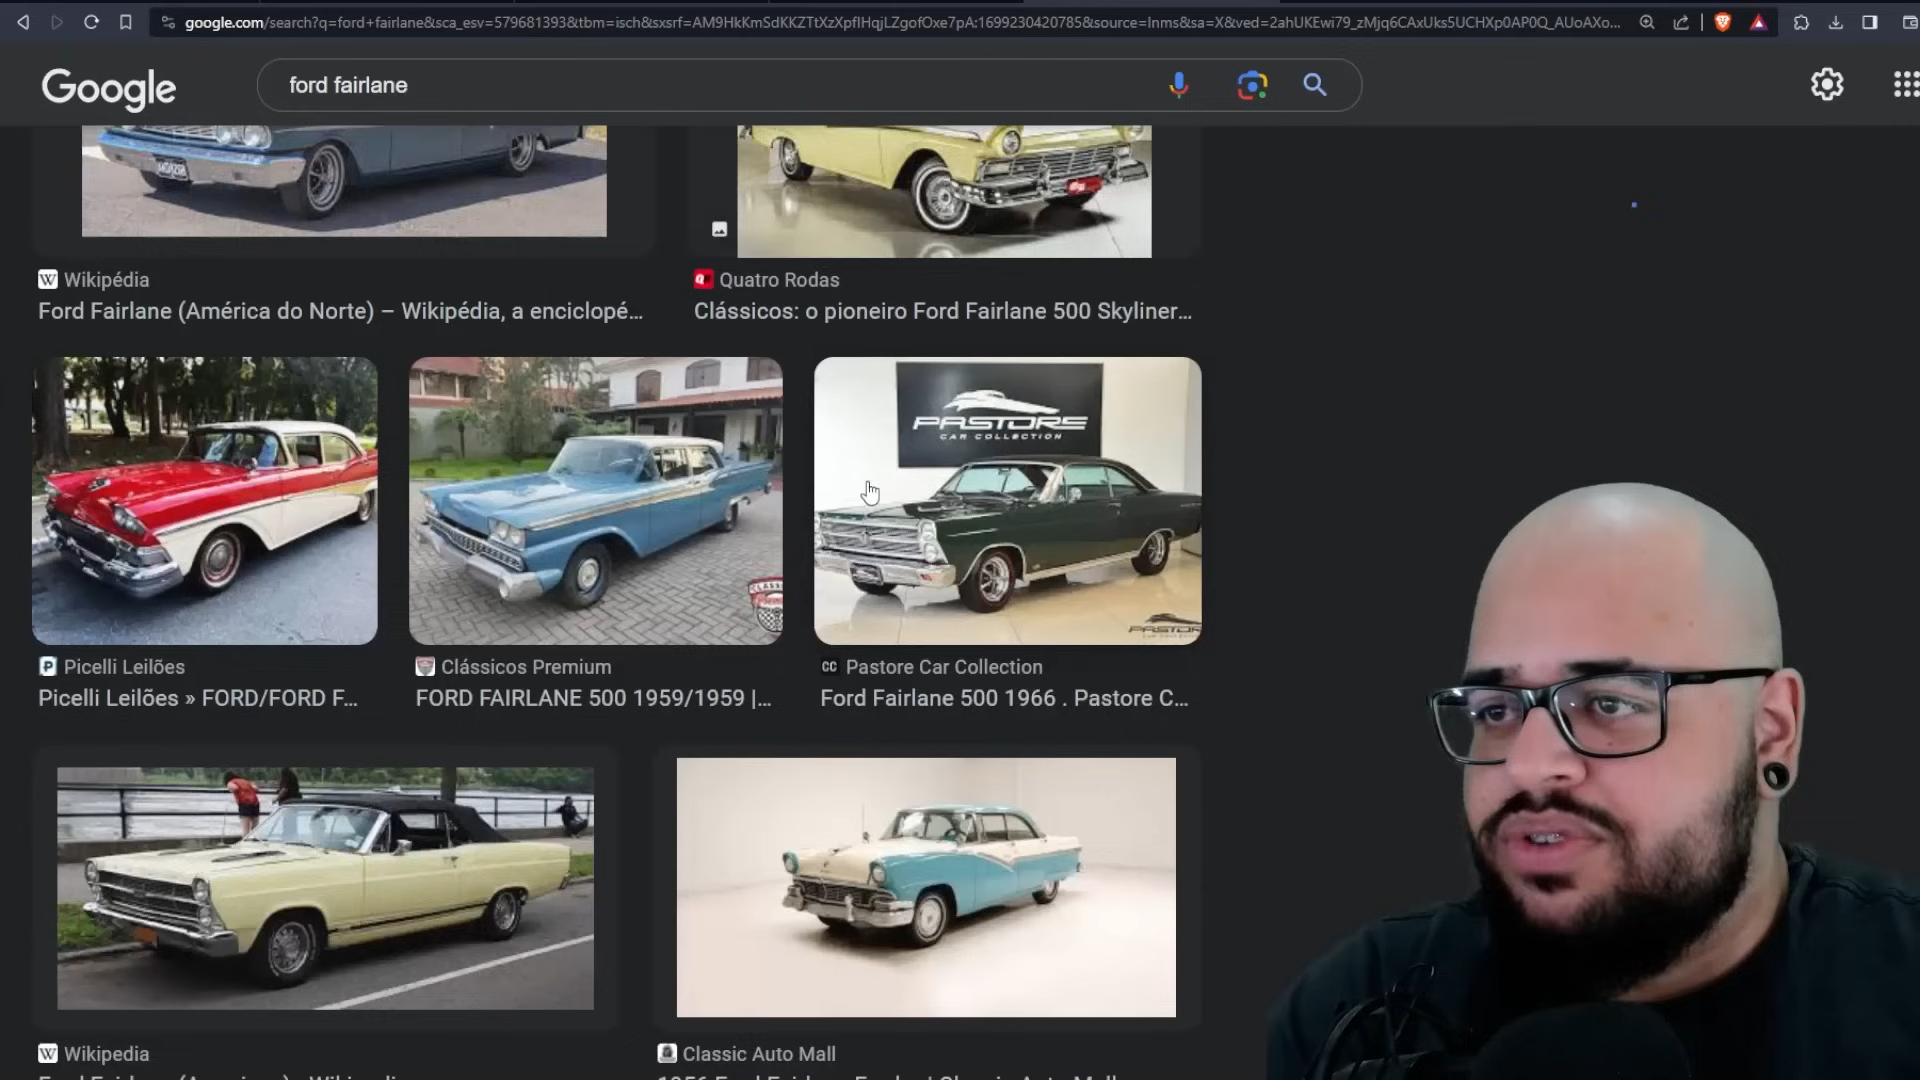 google.com/search?q=ford+fairlane&sca_esv=579681393&tbm=isch&sxsrf=AM9HkKmSdKKZTtXzXpfIHqjLZgofOxe7pA:1699230420785&source=lnms&sa=X&ved=2ahUKEwi79_zMjq6CAxUks5UCHXp0AP0Q_AUoAXo...
Google
ford fairlane
Wikipédia
Quatro Rodas
Ford Fairlane (América do Norte) – Wikipédia, a enciclopé...
Clássicos: o pioneiro Ford Fairlane 500 Skyliner...
PASTORE
CAR COLLECTION
Picelli Leilões
Clássicos Premium
CC Pastore Car Collection
Picelli Leilões » FORD/FORD F...
FORD FAIRLANE 500 1959/1959 |...
Ford Fairlane 500 1966 . Pastore C...
Wikipedia
Classic Auto Mall